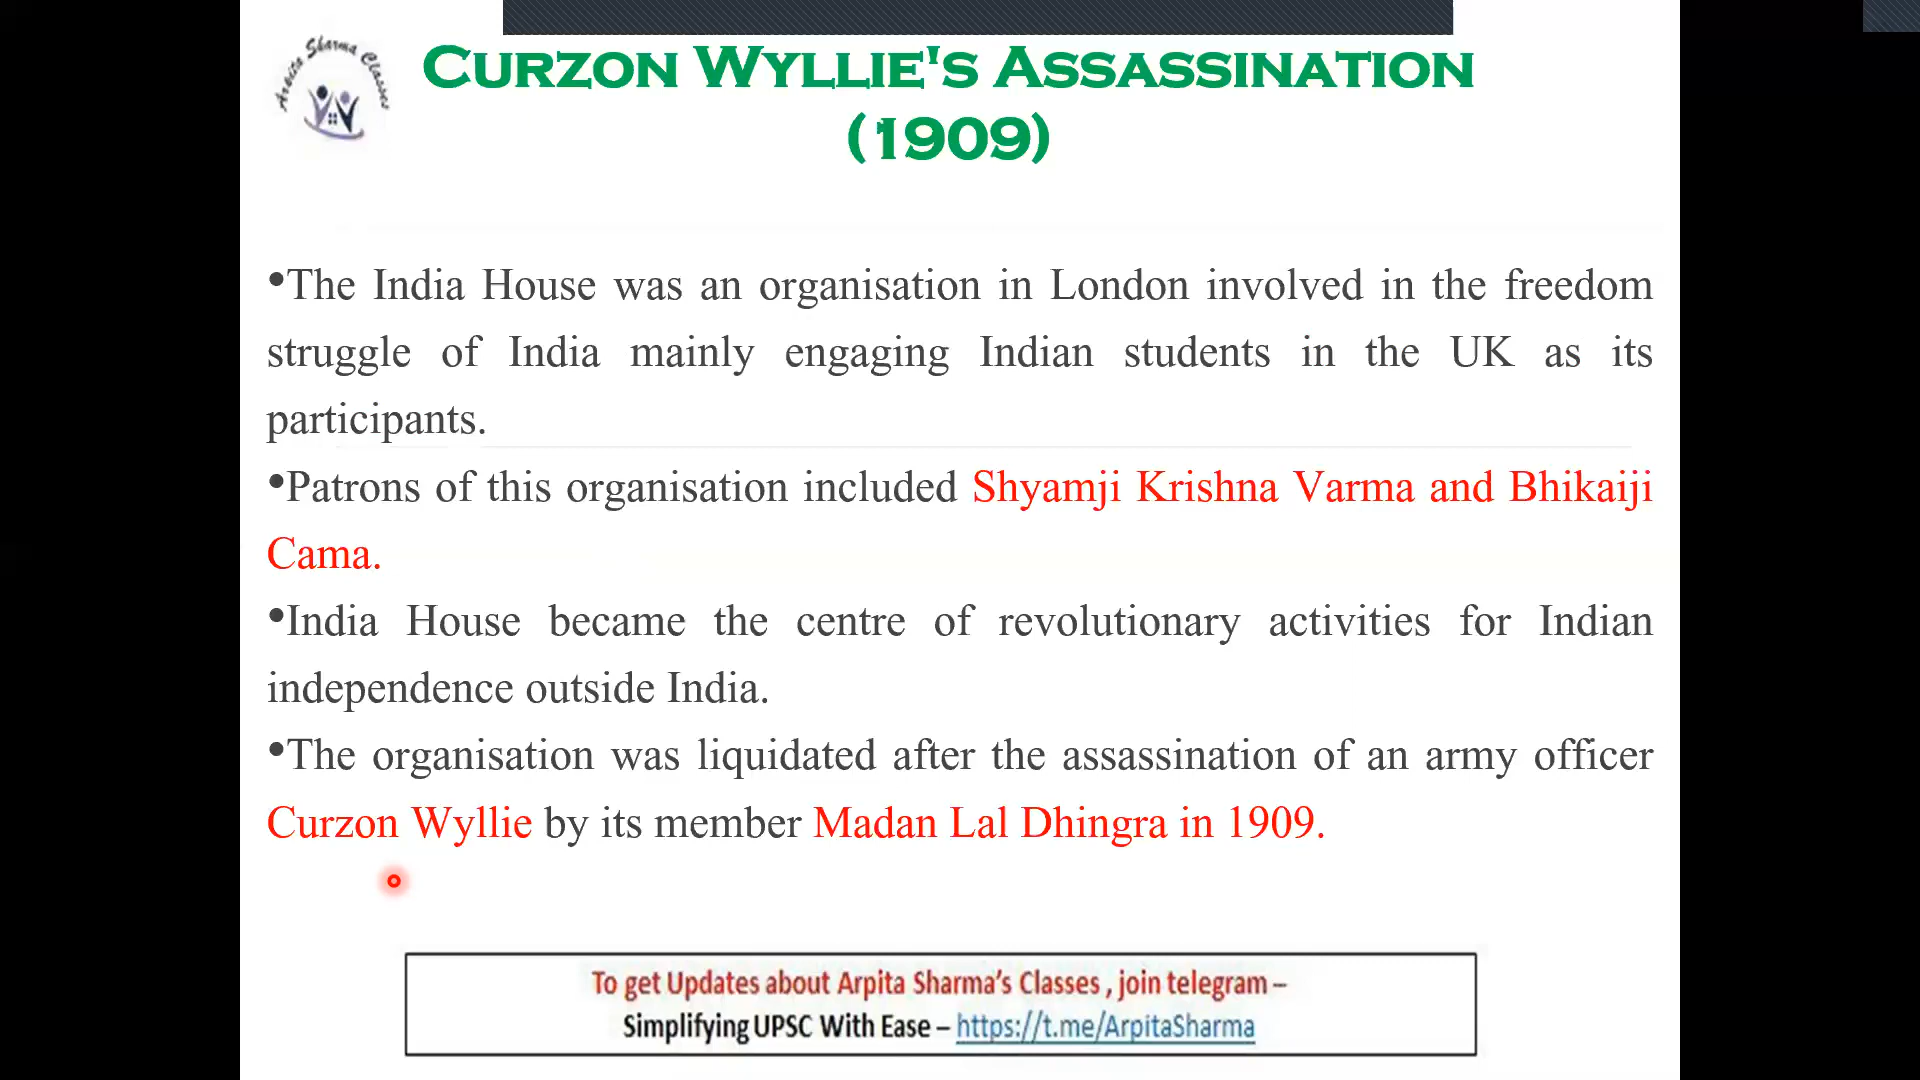 Arpita Sharma Classes
CURZON WYLLIE'S ASSASSINATION
(1909)
•The India House was an organisation in London involved in the freedom
struggle of India mainly engaging Indian students in the UK as its
participants.
•Patrons of this organisation included Shyamji Krishna Varma and Bhikaiji
Cama.
•India House became the centre of revolutionary activities for Indian
independence outside India.
•The organisation was liquidated after the assassination of an army officer
Curzon Wyllie by its member Madan Lal Dhingra in 1909.
To get Updates about Arpita Sharma’s Classes , join telegram –
Simplifying UPSC With Ease – https://t.me/ArpitaSharma